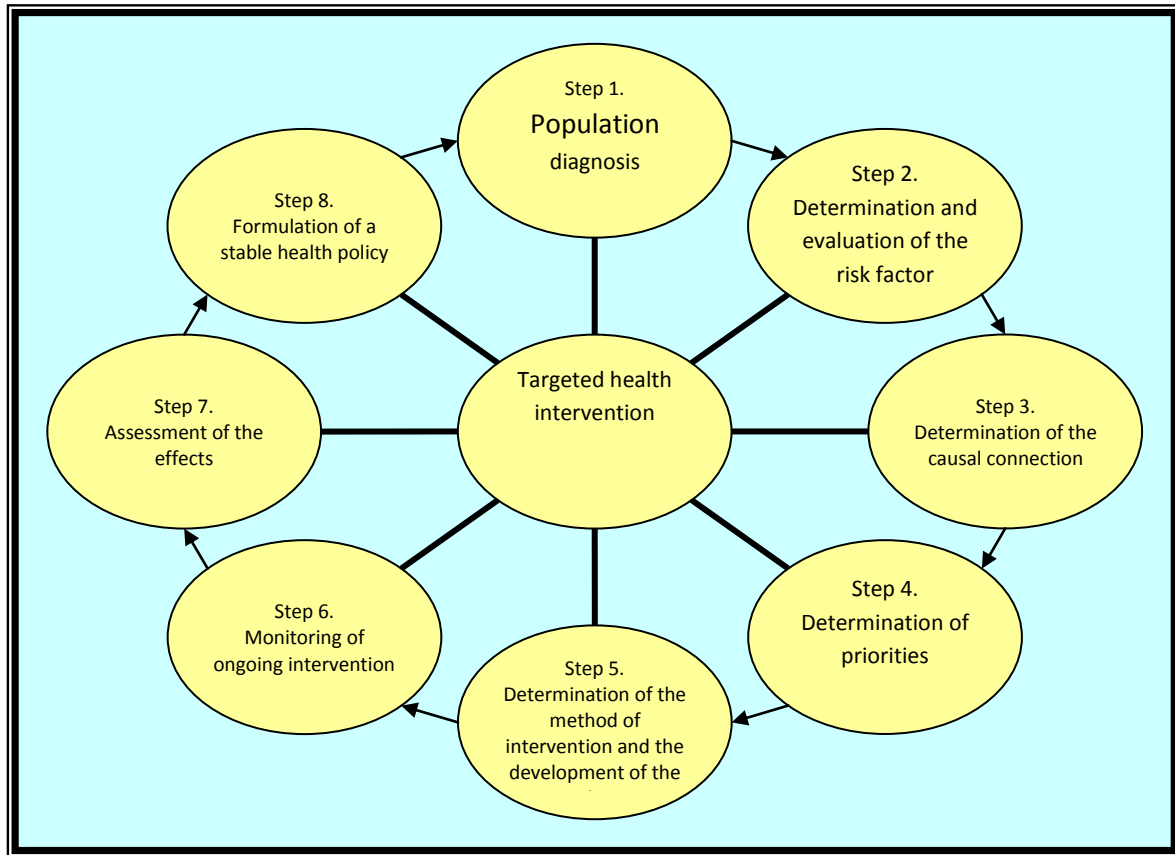 Step 1.
Population
diagnosis
Step 2.
Determination and
evaluation of the
risk factor
Step 3.
Determination of the
causal connection
Step 4.
Determination of
priorities
Step 5.
Determination of the
method of
intervention and the
development of the
Step 6.
Monitoring of
ongoing intervention
Step 7.
Assessment of the
effects
Step 8.
Formulation of a
stable health policy
Targeted health
intervention